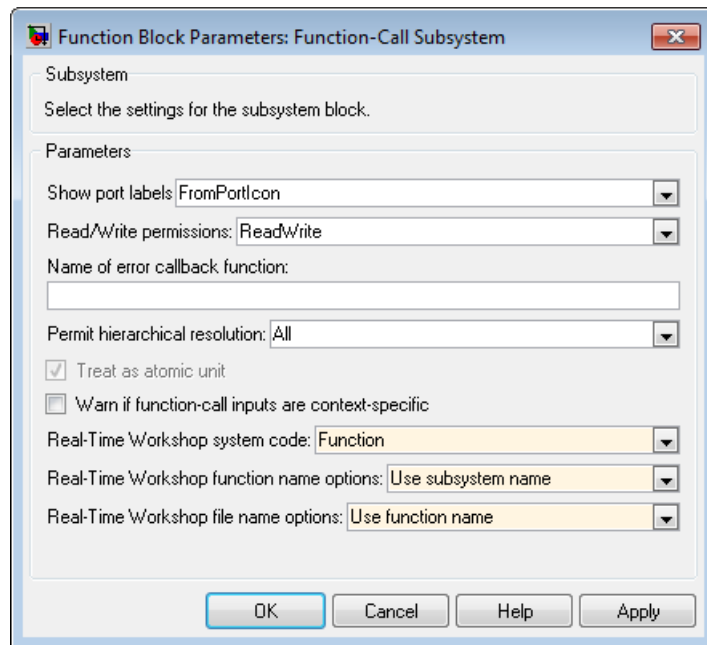 Function Block Parameters: Function-Call Subsystem
Subsystem
Select the settings for the subsystem block.
Parameters
Show port labels FromPortIcon
Read/Write permissions: ReadWrite
Name of error callback function:
Permit hierarchical resolution: All
Treat as atomic unit
Warn if function-call inputs are context-specific
Real-Time Workshop system code: Function
Real-Time Workshop function name options: Use subsystem name
Real-Time Workshop file name options: Use function name
OK Cancel Help Apply